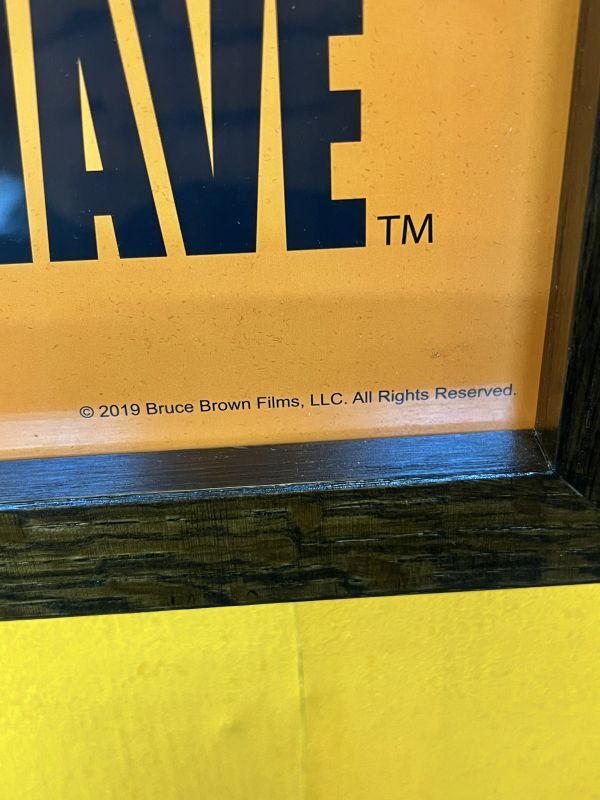 AVE TM
© 2019 Bruce Brown Films, LLC. All Rights Reserved.